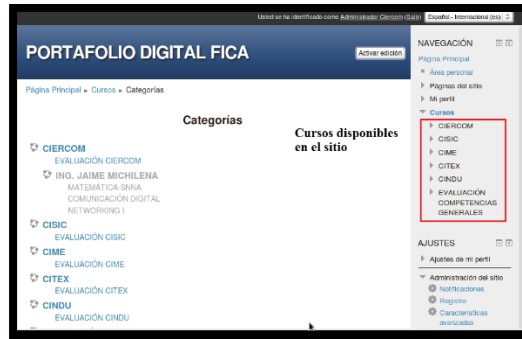 Usted se ha identificado como Administrador Ciercom (Salir)
Español - Internacional (es)
PORTAFOLIO DIGITAL FICA
Activar edición
Página Principal ▸ Cursos ▸ Categorías
Categorías
Cursos disponibles
en el sitio
CIERCOM
EVALUACIÓN CIERCOM
ING. JAIME MICHILENA
MATEMÁTICA SNNA
COMUNICACIÓN DIGITAL
NETWORKING I
CISIC
EVALUACIÓN CISIC
CIME
EVALUACIÓN CIME
CITEX
EVALUACIÓN CITEX
CINDU
EVALUACIÓN CINDU
NAVEGACIÓN
Página Principal
Área personal
Páginas del sitio
Mi perfil
Cursos
CIERCOM
CISIC
CIME
CITEX
CINDU
EVALUACIÓN
COMPETENCIAS
GENERALES
AJUSTES
Ajustes de mi perfil
Administración del sitio
Notificaciones
Registro
Características
avanzadas